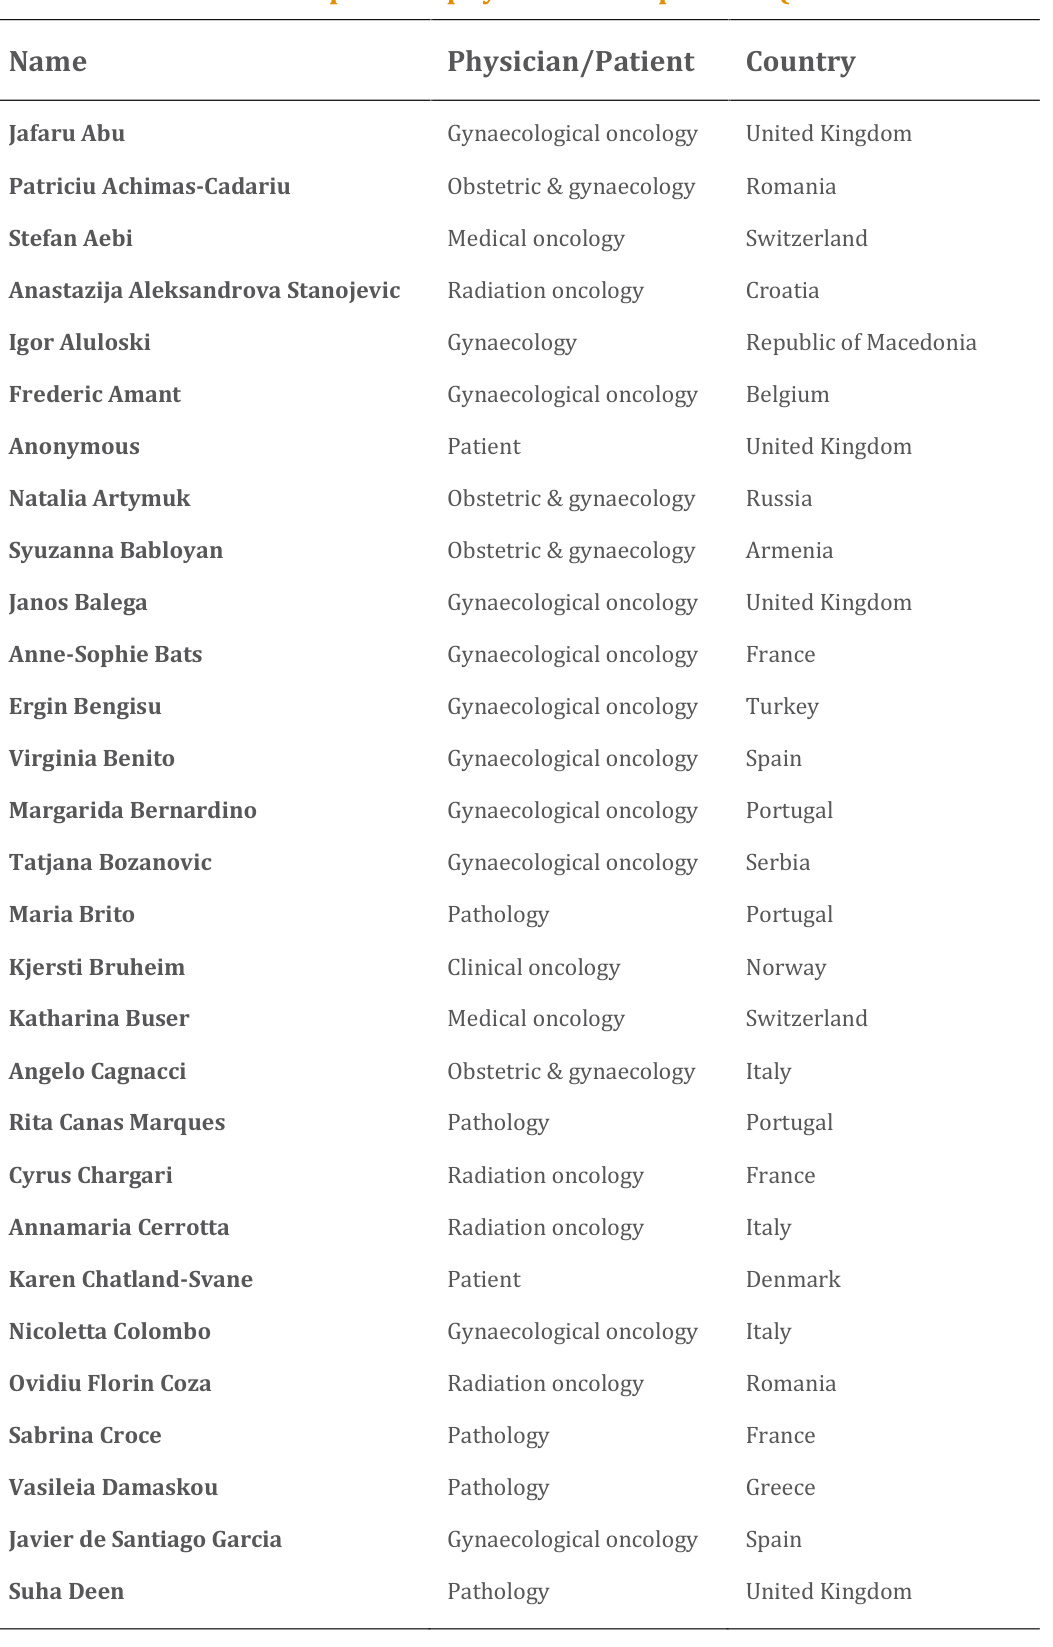 Name Physician/Patient Country
Jafaru Abu Gynaecological oncology United Kingdom
Patriciu Achimas-Cadariu Obstetric & gynaecology Romania
Stefan Aebi Medical oncology Switzerland
Anastazija Aleksandrova Stanojevic Radiation oncology Croatia
Igor Aluloski Gynaecology Republic of Macedonia
Frederic Amant Gynaecological oncology Belgium
Anonymous Patient United Kingdom
Natalia Artymuk Obstetric & gynaecology Russia
Syuzanna Babloyan Obstetric & gynaecology Armenia
Janos Balega Gynaecological oncology United Kingdom
Anne-Sophie Bats Gynaecological oncology France
Ergin Bengisu Gynaecological oncology Turkey
Virginia Benito Gynaecological oncology Spain
Margarida Bernardino Gynaecological oncology Portugal
Tatjana Bozanovic Gynaecological oncology Serbia
Maria Brito Pathology Portugal
Kjersti Bruheim Clinical oncology Norway
Katharina Buser Medical oncology Switzerland
Angelo Cagnacci Obstetric & gynaecology Italy
Rita Canas Marques Pathology Portugal
Cyrus Chargari Radiation oncology France
Annamaria Cerrotta Radiation oncology Italy
Karen Chatland-Svane Patient Denmark
Nicoletta Colombo Gynaecological oncology Italy
Ovidiu Florin Coza Radiation oncology Romania
Sabrina Croce Pathology France
Vasileia Damaskou Pathology Greece
Javier de Santiago Garcia Gynaecological oncology Spain
Suha Deen Pathology United Kingdom